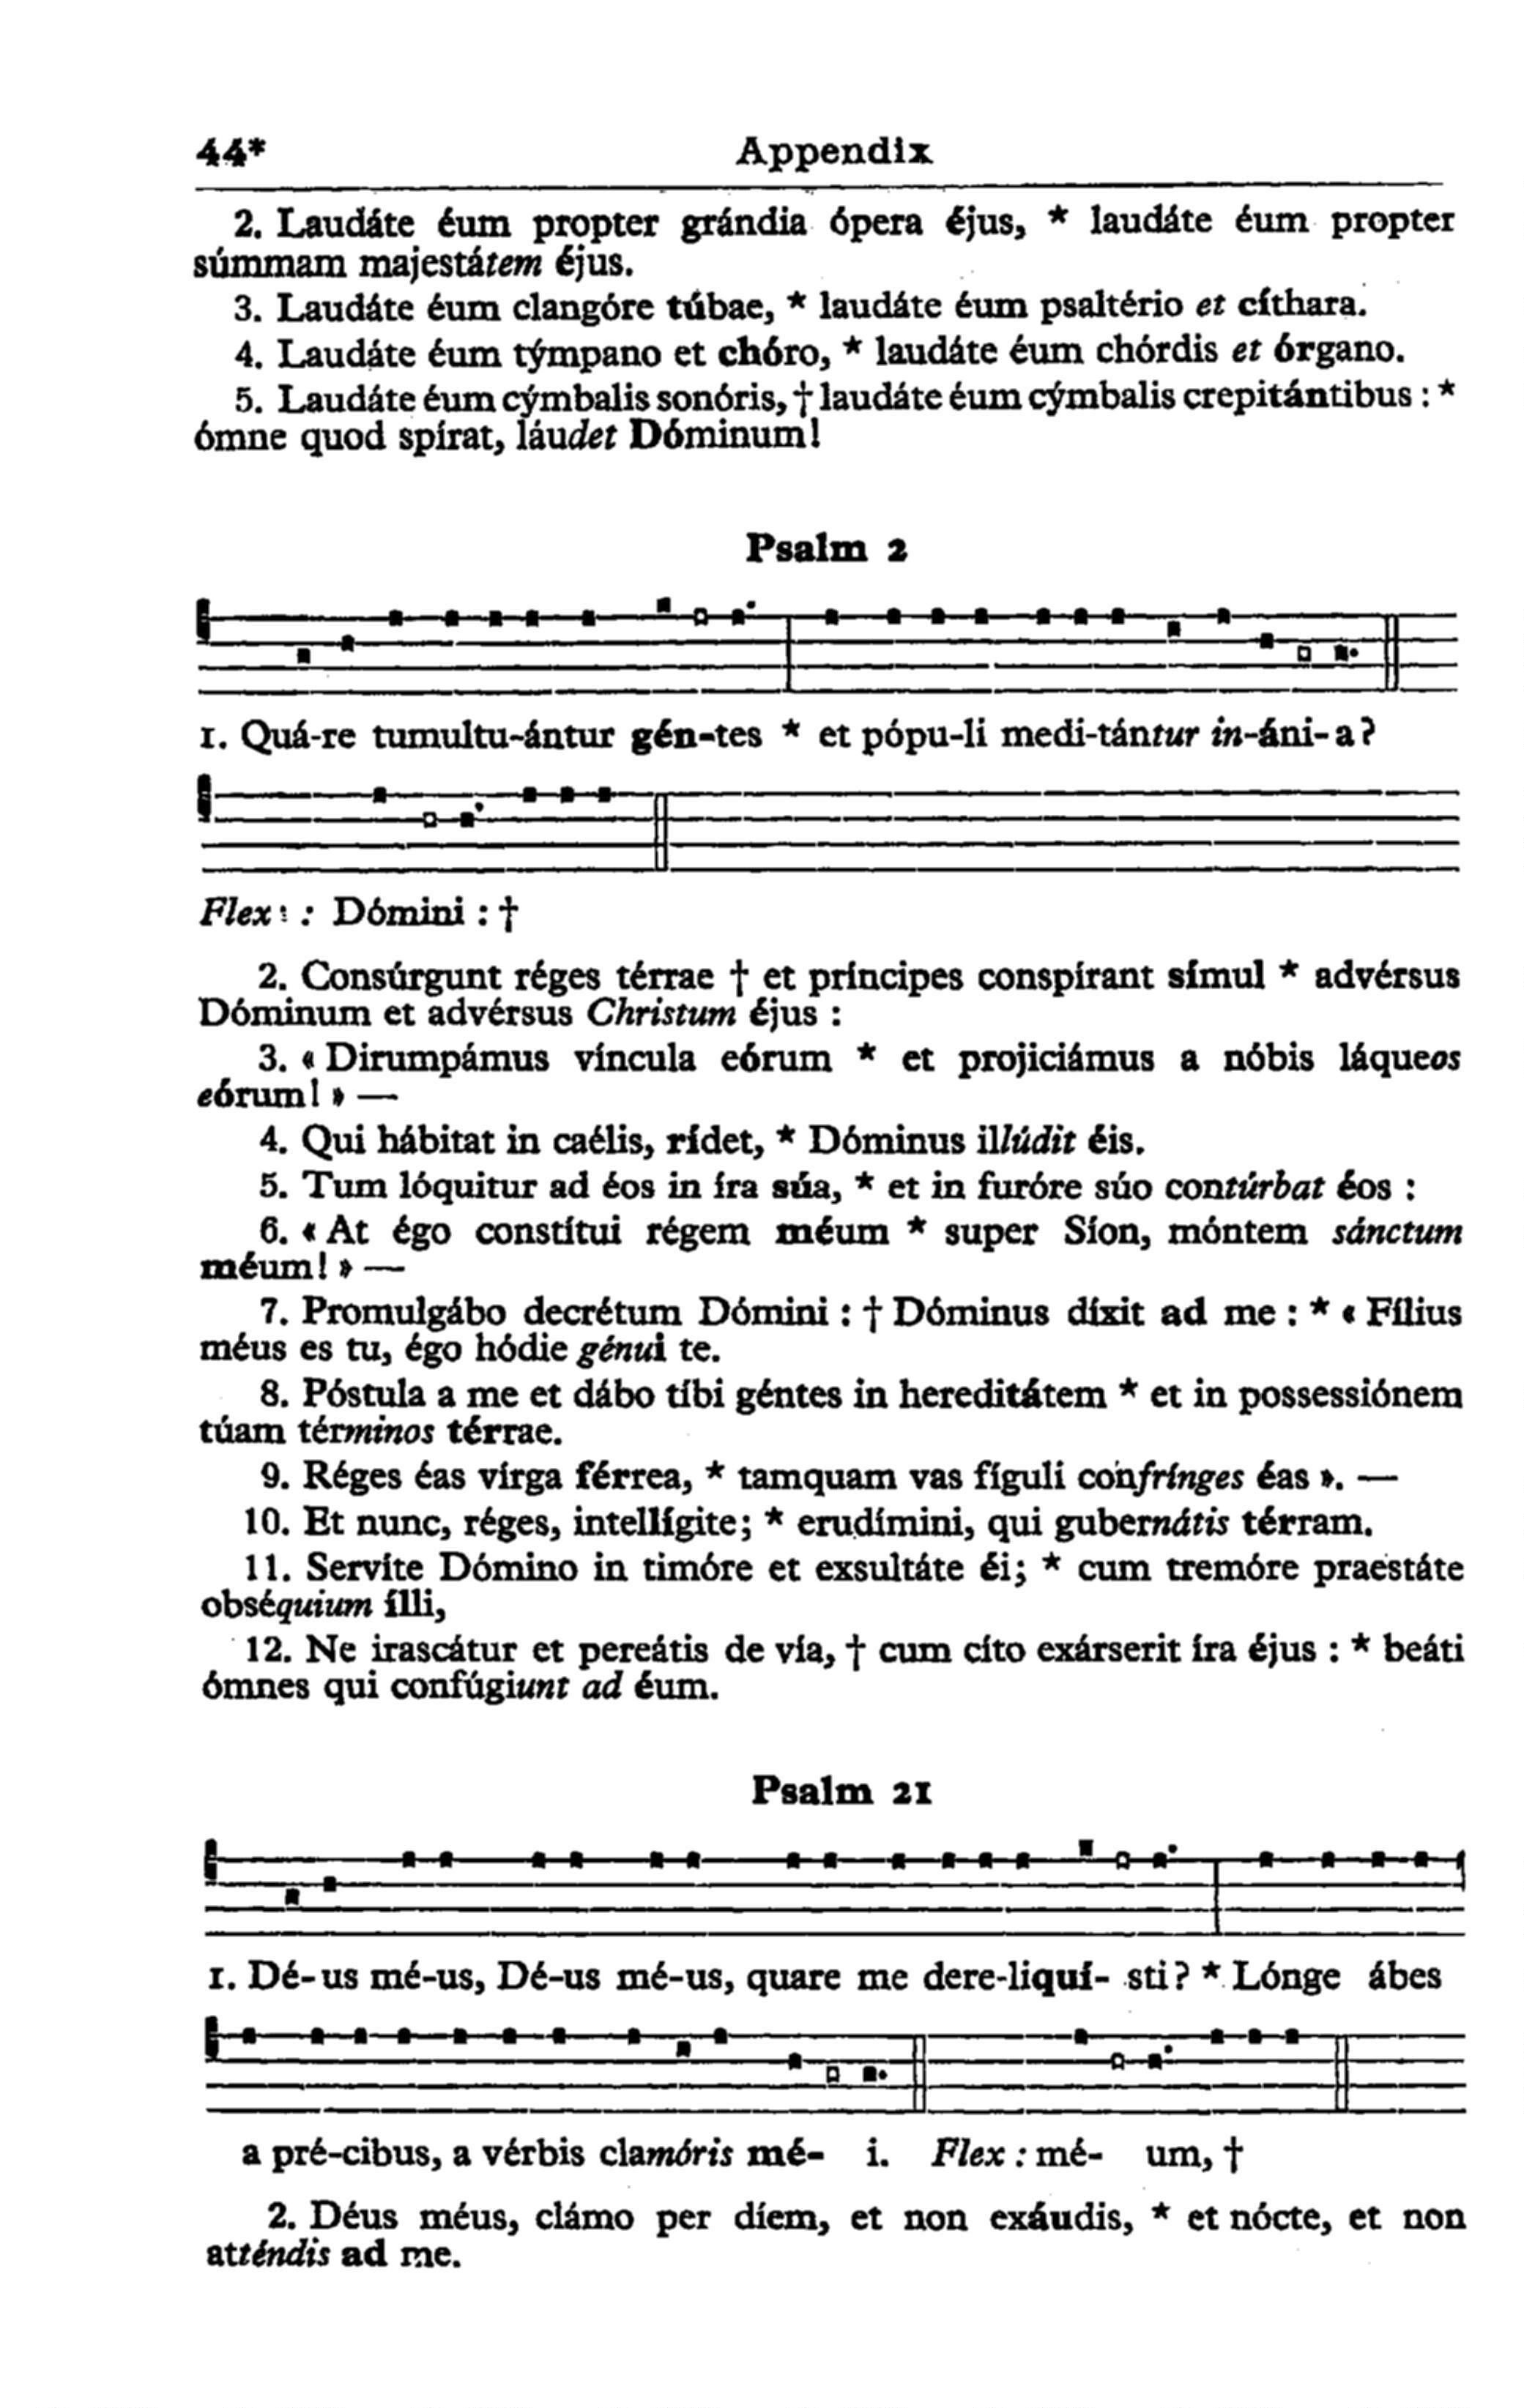 44* Appendix
2. Laudáte éum propter grándia ópera éjus, * laudáte éum propter
súmmam majestátem éjus.
3. Laudáte éum clangóre túbae, * laudáte éum psaltério et cíthara.
4. Laudáte éum týmpano et chóro, * laudáte éum chórdis et órgano.
5. Laudáte éum cýmbalis sonóris, † laudáte éum cýmbalis crepitántibus : *
ómne quod spírat, láudet Dóminum!
Psalm 2
1. Quá-re tumultu-ántur gén-tes * et pópu-li medi-tántur in-áni-a?
Flex : Dómini : †
2. Consúrgunt réges térrae † et príncipes conspírant símul * advérsus
Dóminum et advérsus Christum éjus :
3. « Dirumpámus víncula eórum * et projiciámus a nóbis láqueos
eórum! » —
4. Qui hábitat in caélis, rídet, * Dóminus illúdit éis.
5. Tum lóquitur ad éos in íra súa, * et in furóre súo contúrbat éos :
6. « At égo constítui régem méum * super Síon, móntem sánctum
méum! » —
7. Promulgábo decrétum Dómini : † Dóminus díxit ad me : * « Fílius
méus es tu, égo hódie génui te.
8. Póstula a me et dábo tíbi géntes in hereditátem * et in possessiónem
túam términos térrae.
9. Réges éas vírga férrea, * tamquam vas fíguli confrínges éas ». —
10. Et nunc, réges, intellígite; * erudímini, qui gubernátis térram.
11. Servíte Dómino in timóre et exsultáte éi; * cum tremóre praestáte
obséquium ílli,
12. Ne irascátur et pereátis de vía, † cum cíto exárserit íra éjus : * beáti
ómnes qui confúgiunt ad éum.
Psalm 21
1. Dé-us mé-us, Dé-us mé-us, quare me dere-liquí- sti? * Lónge ábes
a pré-cibus, a vérbis clamóris mé- i. Flex : mé- um, †
2. Déus méus, clámo per díem, et non exáudis, * et nócte, et non
atténdis ad me.